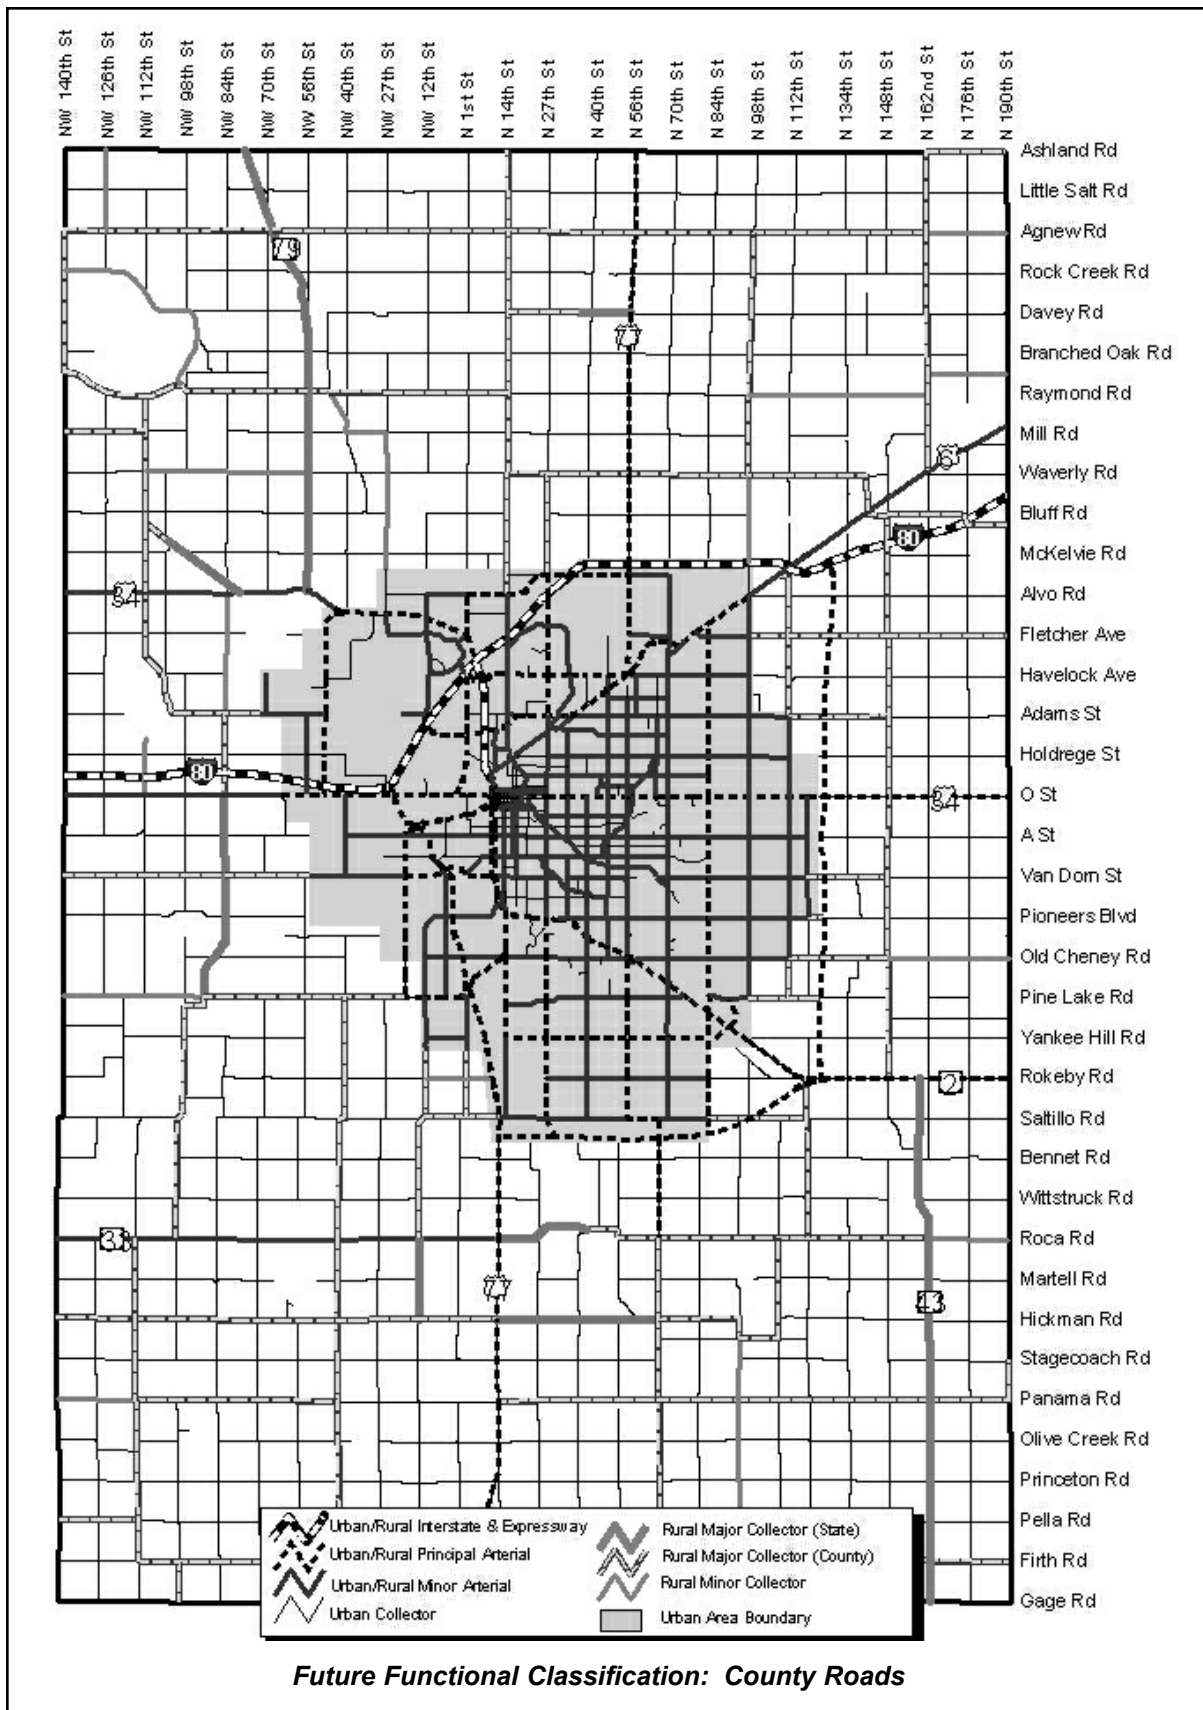 NW 140th St
NW 126th St
NW 112th St
NW 98th St
NW 84th St
NW 70th St
NW 56th St
NW 40th St
NW 27th St
NW 12th St
N 1st St
N 14th St
N 27th St
N 40th St
N 56th St
N 70th St
N 84th St
N 98th St
N 112th St
N 134th St
N 148th St
N 162nd St
N 176th St
N 190th St
Ashland Rd
Little Salt Rd
Agnew Rd
79
Rock Creek Rd
Davey Rd
77
Branched Oak Rd
Raymond Rd
Mill Rd
6
Waverly Rd
Bluff Rd
80
McKelvie Rd
34
Alvo Rd
Fletcher Ave
Havelock Ave
Adams St
Holdrege St
80
O St
34
A St
Van Dorn St
Pioneers Blvd
Old Cheney Rd
Pine Lake Rd
Yankee Hill Rd
Rokeby Rd
2
Saltillo Rd
Bennet Rd
Wittstruck Rd
33
Roca Rd
Martell Rd
77
43
Hickman Rd
Stagecoach Rd
Panama Rd
Olive Creek Rd
Princeton Rd
Pella Rd
Firth Rd
Gage Rd
Urban/Rural Interstate & Expressway
Urban/Rural Principal Arterial
Urban/Rural Minor Arterial
Urban Collector
Rural Major Collector (State)
Rural Major Collector (County)
Rural Minor Collector
Urban Area Boundary
Future Functional Classification: County Roads